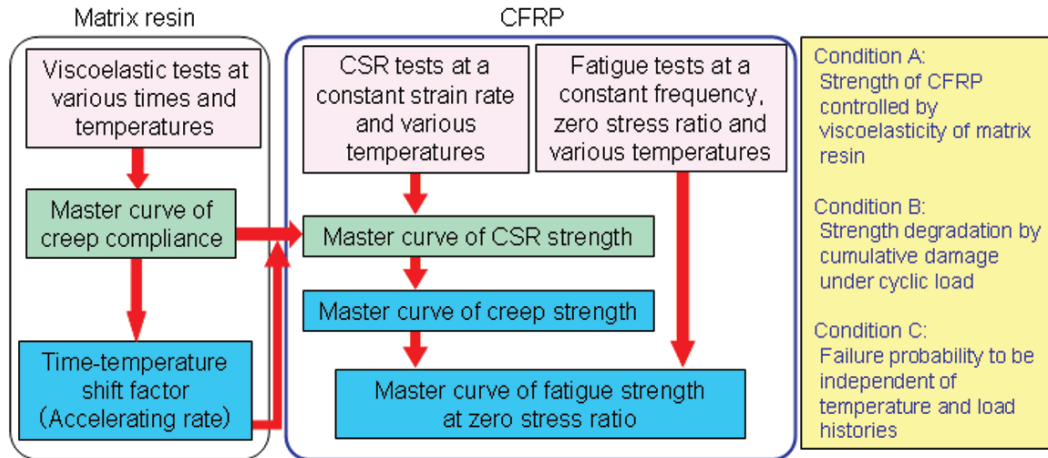 Matrix resin
CFRP
Viscoelastic tests at
various times and
temperatures
CSR tests at a
constant strain rate
and various
temperatures
Fatigue tests at a
constant frequency,
zero stress ratio and
various temperatures
Master curve of
creep compliance
Master curve of CSR strength
Master curve of creep strength
Time-temperature
shift factor
(Accelerating rate)
Master curve of fatigue strength
at zero stress ratio
Condition A:
Strength of CFRP
controlled by
viscoelasticity of matrix
resin
Condition B:
Strength degradation by
cumulative damage
under cyclic load
Condition C:
Failure probability to be
independent of
temperature and load
histories